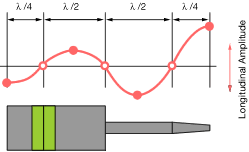 λ /4 λ /2 λ /2 λ /4
Longitudinal Amplitude